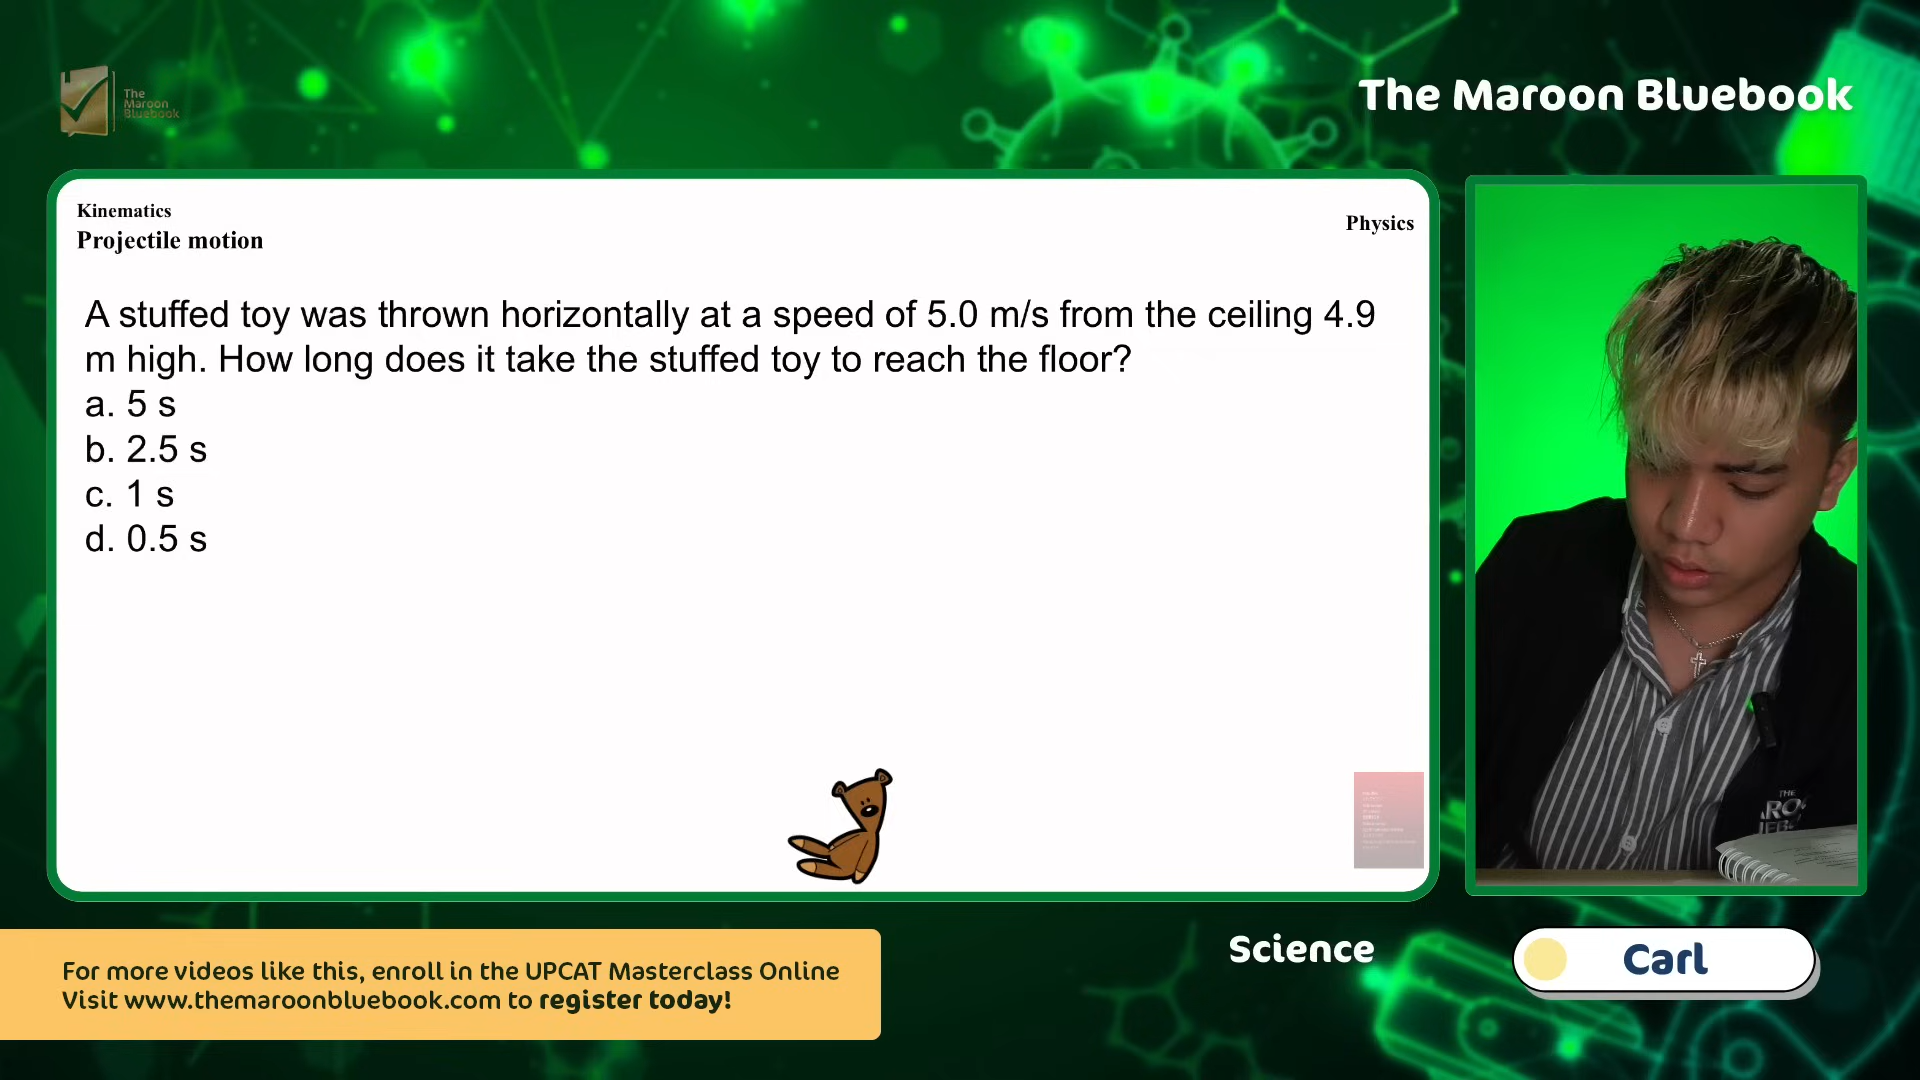 The
Maroon
Bluebook
The Maroon Bluebook
Kinematics
Projectile motion
Physics
A stuffed toy was thrown horizontally at a speed of 5.0 m/s from the ceiling 4.9
m high. How long does it take the stuffed toy to reach the floor?
a. 5 s
b. 2.5 s
c. 1 s
d. 0.5 s
THE
For more videos like this, enroll in the UPCAT Masterclass Online
Visit www.themaroonbluebook.com to register today!
Science
Carl